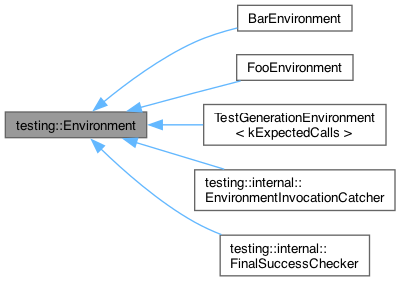 BarEnvironment
FooEnvironment
testing::Environment
TestGenerationEnvironment
< kExpectedCalls >
testing::internal::
EnvironmentInvocationCatcher
testing::internal::
FinalSuccessChecker